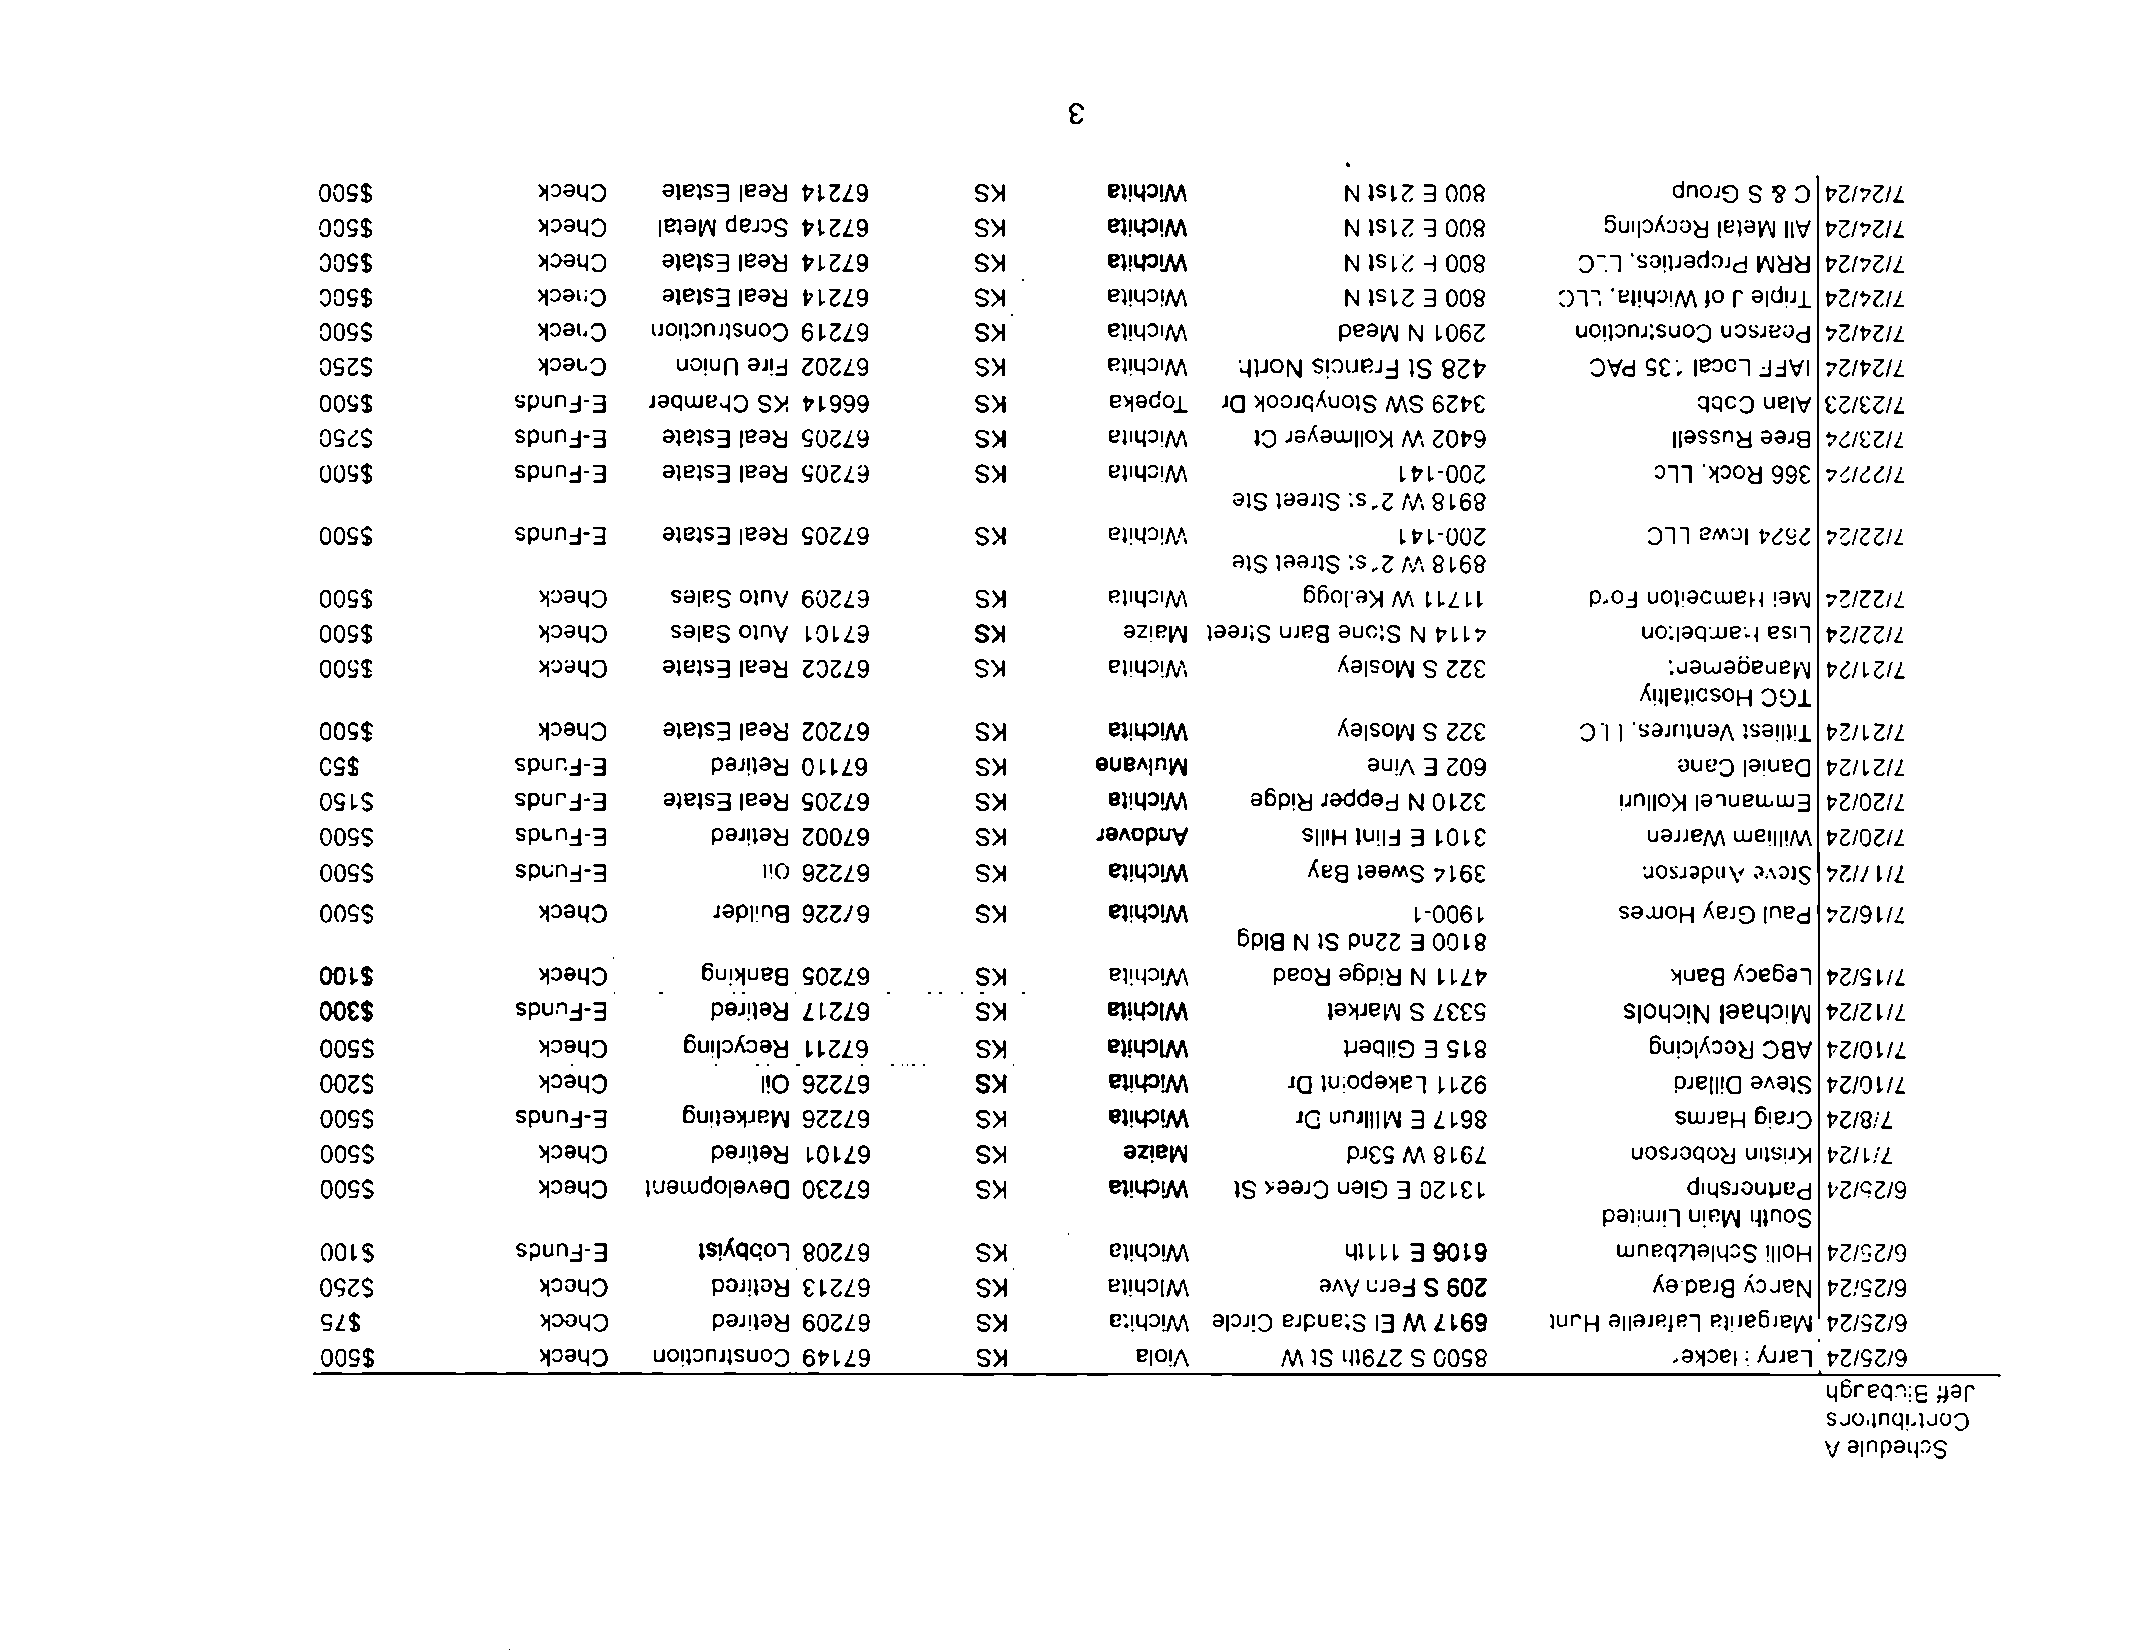 Schedule A
Contributors
Jeff Blubaugh
6/25/24 Larry 8500 S 279th St W Viola KS 67149 Construction Check $500
6/25/24 Margarita Lafarelle Hunt 6917 W El Standra Circle Wichita KS 67209 Retired Check $75
6/25/24 Nancy Bradley 209 S Fern Ave Wichita KS 67213 Retired Check $250
6/25/24 Holli Schletzbaum 6106 E 111th Wichita KS 67208 Lobbyist E-Funds $100
South Main Limited
6/25/24 Partnership 13120 E Glen Creek St Wichita KS 67230 Development Check $500
7/1/24 Kristin Roberson 7918 W 53rd Maize KS 67101 Retired Check $500
7/8/24 Craig Harms 8617 E Millrun Dr Wichita KS 67226 Marketing E-Funds $500
7/10/24 Steve Dillard 9211 Lakepoint Dr Wichita KS 67226 Oil Check $200
7/10/24 ABC Recylcing 815 E Gilbert Wichita KS 67211 Recycling Check $500
7/12/24 Michael Nichols 5337 S Market Wichita KS 67217 Retired E-Funds $300
7/15/24 Legacy Bank 4711 N Ridge Road Wichita KS 67205 Banking Check $100
8100 E 22nd St N Bldg
7/16/24 Paul Gray Homes 1900-1 Wichita KS 67226 Builder Check $500
7/17/24 Steve Anderson 3914 Sweet Bay Wichita KS 67226 Oil E-Funds $500
7/20/24 William Warren 3101 E Flint Hills Andover KS 67002 Retired E-Funds $500
7/20/24 Emmanuel Kolluri 3210 N Pepper Ridge Wichita KS 67205 Real Estate E-Funds $150
7/21/24 Daniel Cane 602 E Vine Mulvane KS 67110 Retired E-Funds $50
7/21/24 Titliest Ventures, LLC 322 S Mosley Wichita KS 67202 Real Estate Check $500
TGC Hospitaltiy
7/21/24 Management 322 S Mosley Wichita KS 67202 Real Estate Check $500
7/22/24 Lisa Hambelton 4114 N Stone Barn Street Maize KS 67101 Auto Sales Check $500
7/22/24 Mel Hambelton Ford 11711 W Kellogg Wichita KS 67209 Auto Sales Check $500
8918 W 21st Street Ste
7/22/24 2624 Iowa LLC 200-141 Wichita KS 67205 Real Estate E-Funds $500
8918 W 21st Street Ste
7/22/24 366 Rock, LLC 200-141 Wichita KS 67205 Real Estate E-Funds $500
7/23/24 Bree Russell 6402 W Kollmeyer Ct Wichita KS 67205 Real Estate E-Funds $250
7/23/23 Alan Cobb 3429 SW Stonybrook Dr Topeka KS 66614 KS Chamber E-Funds $500
7/24/24 IAFF Local 135 PAC 428 St Francis North Wichita KS 67202 Fire Union Check $250
7/24/24 Pearson Construction 2901 N Mead Wichita KS 67219 Construction Check $500
7/24/24 Triple J of Wichita, LLC 800 E 21st N Wichita KS 67214 Real Estate Check $500
7/24/24 RRM Properties, LLC 800 E 21st N Wichita KS 67214 Real Estate Check $500
7/24/24 All Metal Recycling 800 E 21st N Wichita KS 67214 Scrap Metal Check $500
7/24/24 C & S Group 800 E 21st N Wichita KS 67214 Real Estate Check $500
3